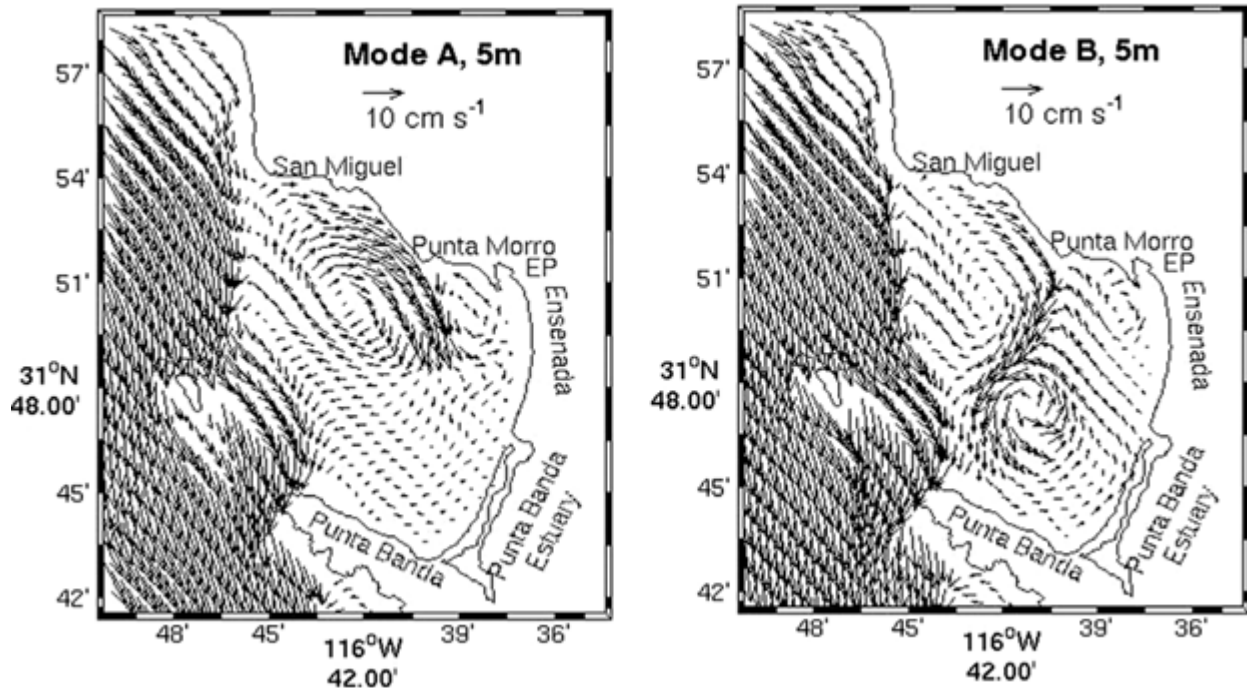 Mode A, 5m
10 cm s⁻¹
57'
54'
51'
31°N
48.00'
45'
42'
San Miguel
Punta Morro
EP
Ensenada
Punta Banda
Punta Banda
Estuary
48'
45'
116°W
42.00'
39'
36'
Mode B, 5m
10 cm s⁻¹
57'
54'
51'
31°N
48.00'
45'
42'
San Miguel
Punta Morro
EP
Ensenada
Punta Banda
Punta Banda
Estuary
48'
45'
116°W
42.00'
39'
36'